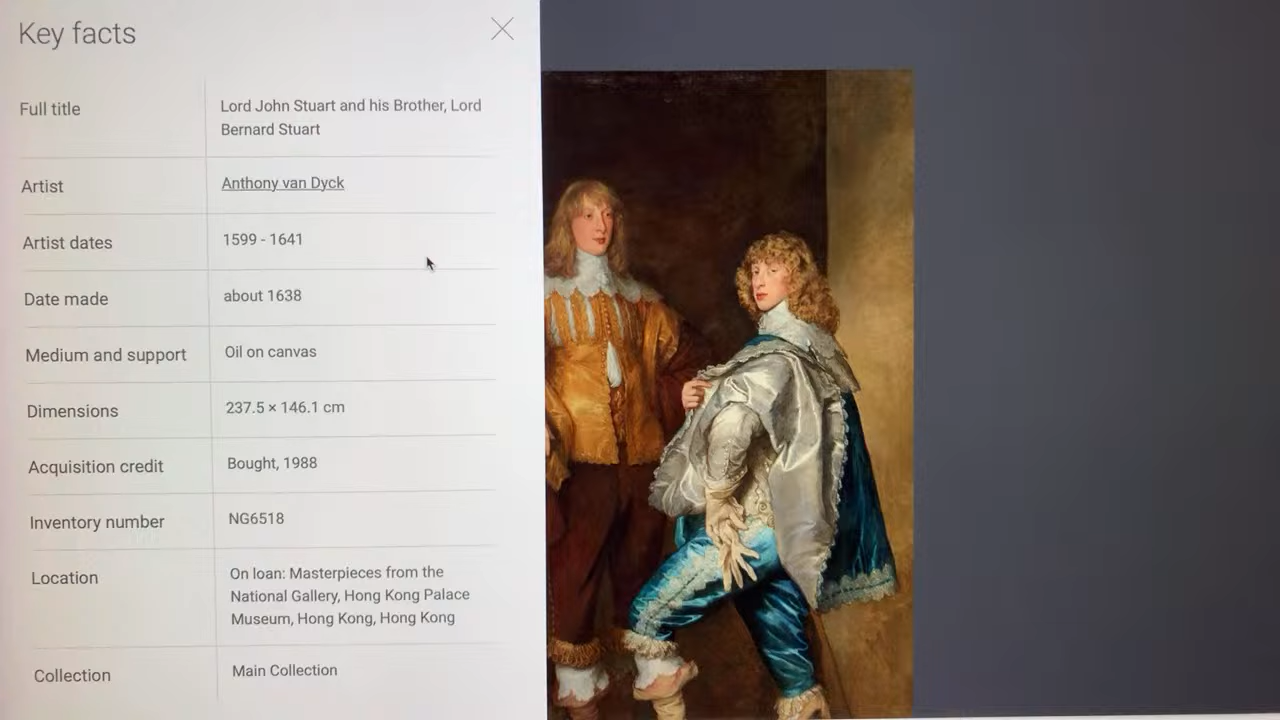 Key facts
Full title
Lord John Stuart and his Brother, Lord
Bernard Stuart
Artist
Anthony van Dyck
Artist dates
1599 - 1641
Date made
about 1638
Medium and support
Oil on canvas
Dimensions
237.5 × 146.1 cm
Acquisition credit
Bought, 1988
Inventory number
NG6518
Location
On loan: Masterpieces from the
National Gallery, Hong Kong Palace
Museum, Hong Kong, Hong Kong
Collection
Main Collection